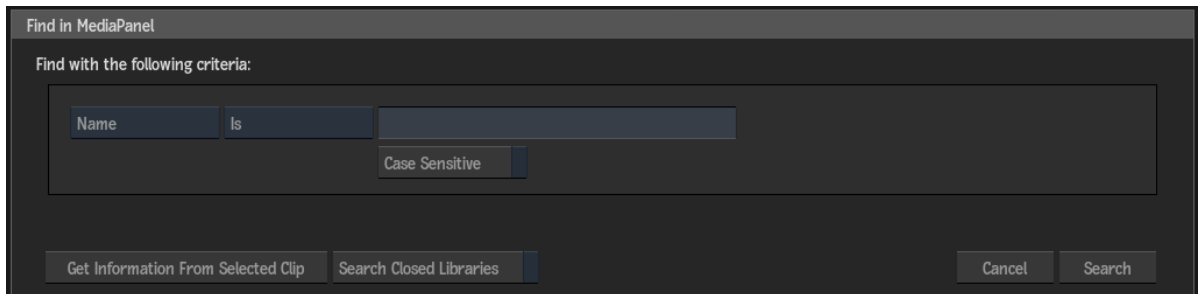 Find in MediaPanel
Find with the following criteria:
Name Is
Case Sensitive
Get Information From Selected Clip Search Closed Libraries Cancel Search